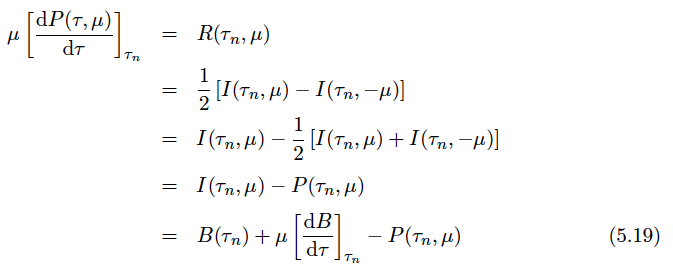 μ [dP(τ, μ)/dτ]_{τ_n} = R(τ_n, μ)
= 1/2 [I(τ_n, μ) − I(τ_n, −μ)]
= I(τ_n, μ) − 1/2 [I(τ_n, μ) + I(τ_n, −μ)]
= I(τ_n, μ) − P(τ_n, μ)
= B(τ_n) + μ [dB/dτ]_{τ_n} − P(τ_n, μ) (5.19)